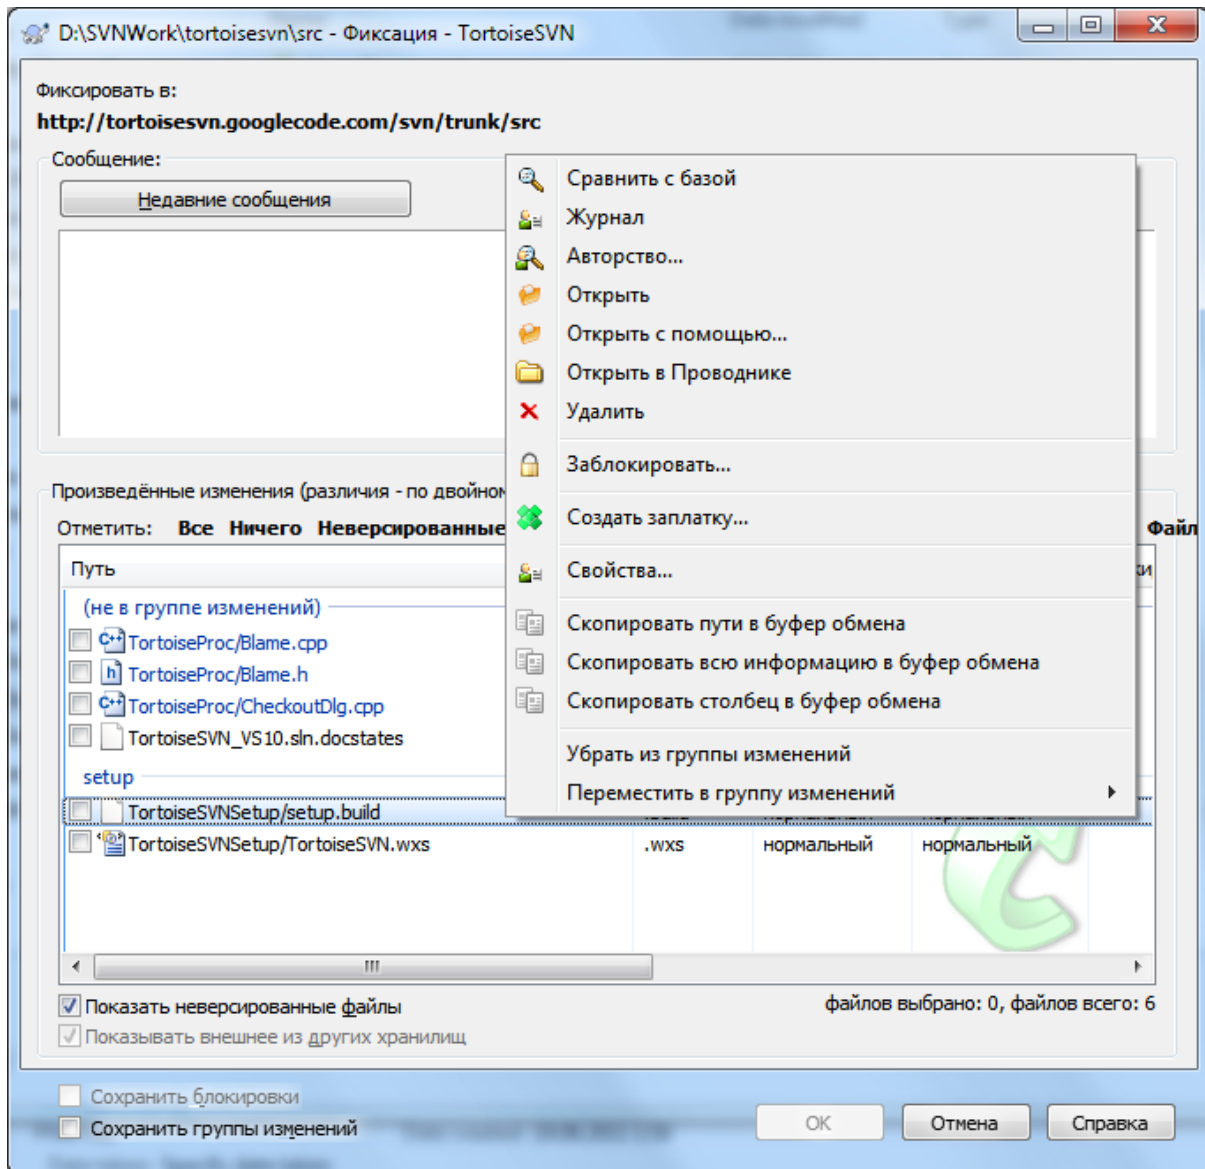 D:\SVNWork\tortoisesvn\src - Фиксация - TortoiseSVN
Фиксировать в:
http://tortoisesvn.googlecode.com/svn/trunk/src
Сообщение:
Недавние сообщения
Сравнить с базой
Журнал
Авторство...
Открыть
Открыть с помощью...
Открыть в Проводнике
Удалить
Заблокировать...
Создать заплатку...
Свойства...
Скопировать пути в буфер обмена
Скопировать всю информацию в буфер обмена
Скопировать столбец в буфер обмена
Убрать из группы изменений
Переместить в группу изменений
Произведённые изменения (различия - по
Отметить: Все Ничего Неверсированные
Путь
(не в группе изменений)
TortoiseProc/Blame.cpp
TortoiseProc/Blame.h
TortoiseProc/CheckoutDlg.cpp
TortoiseSVN_VS10.sln.docstates
setup
TortoiseSVNSetup/setup.build
TortoiseSVNSetup/TortoiseSVN.wxs .wxs нормальный нормальный
Показать неверсированные файлы
файлов выбрано: 0, файлов всего: 6
Показывать внешнее из других хранилищ
Сохранить блокировки
Сохранить группы изменений
OK Отмена Справка